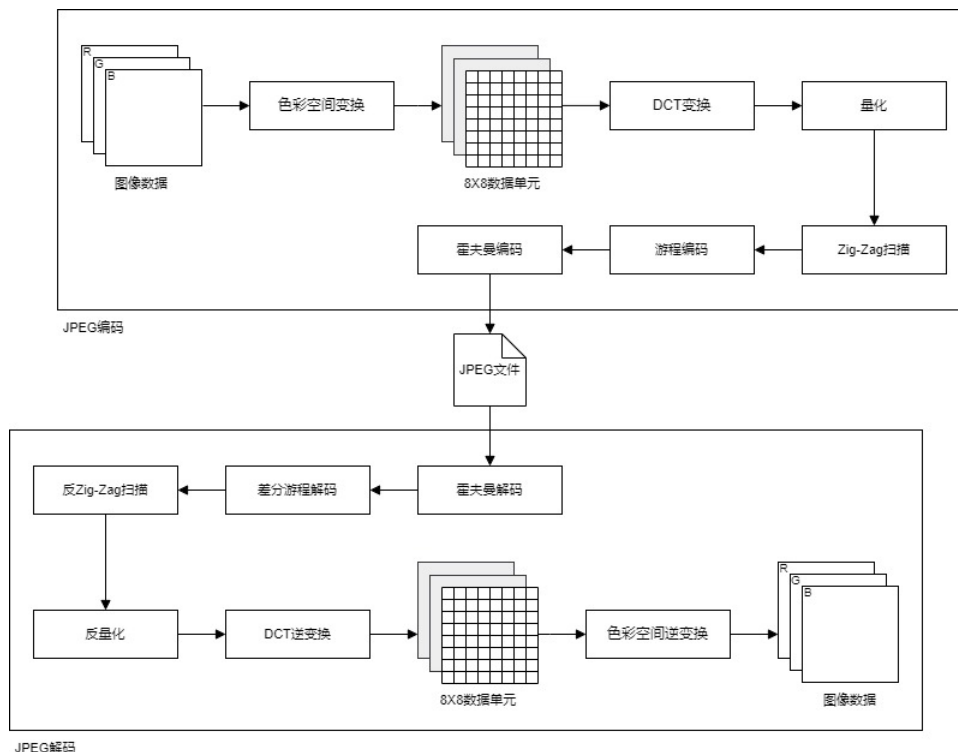 R
G
B
图像数据
色彩空间变换
8X8数据单元
DCT变换
量化
Zig-Zag扫描
游程编码
霍夫曼编码
JPEG编码
JPEG文件
霍夫曼解码
差分游程解码
反Zig-Zag扫描
反量化
DCT逆变换
8X8数据单元
色彩空间逆变换
R
G
B
图像数据
JPEG解码